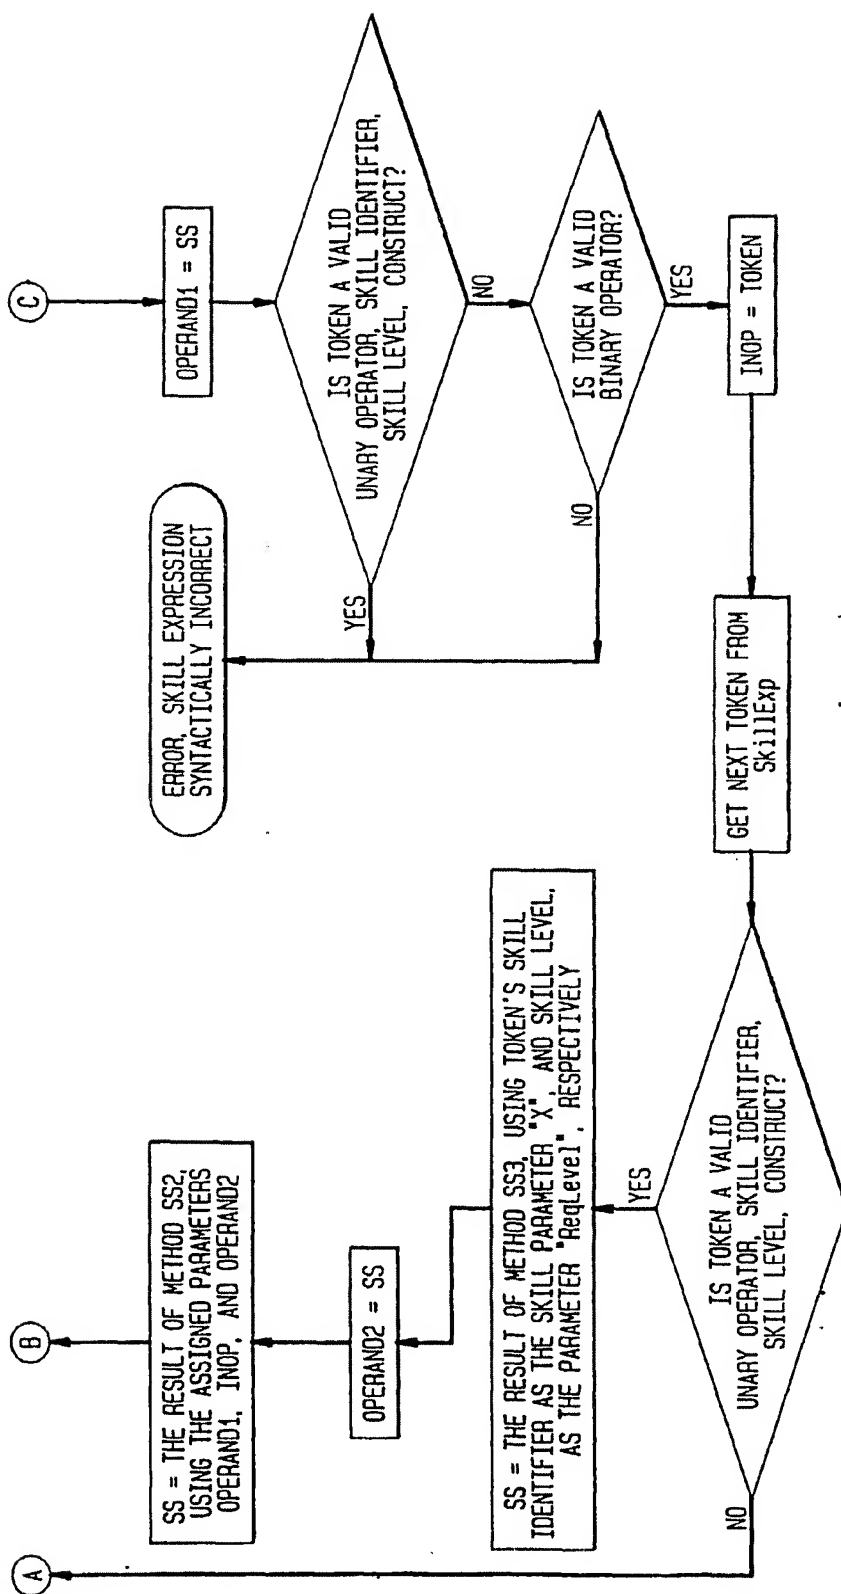 C
OPERAND1 = SS
IS TOKEN A VALID
UNARY OPERATOR, SKILL IDENTIFIER,
SKILL LEVEL, CONSTRUCT?
YES
NO
ERROR, SKILL EXPRESSION
SYNTACTICALLY INCORRECT
IS TOKEN A VALID
BINARY OPERATOR?
NO
YES
INOP = TOKEN
GET NEXT TOKEN FROM
SkillExp
IS TOKEN A VALID
UNARY OPERATOR, SKILL IDENTIFIER,
SKILL LEVEL, CONSTRUCT?
YES
NO
SS = THE RESULT OF METHOD SS3, USING TOKEN'S SKILL
IDENTIFIER AS THE SKILL PARAMETER "X", AND SKILL LEVEL,
AS THE PARAMETER "ReqLevel", RESPECTIVELY
OPERAND2 = SS
SS = THE RESULT OF METHOD SS2,
USING THE ASSIGNED PARAMETERS
OPERAND1, INOP, AND OPERAND2
B
A